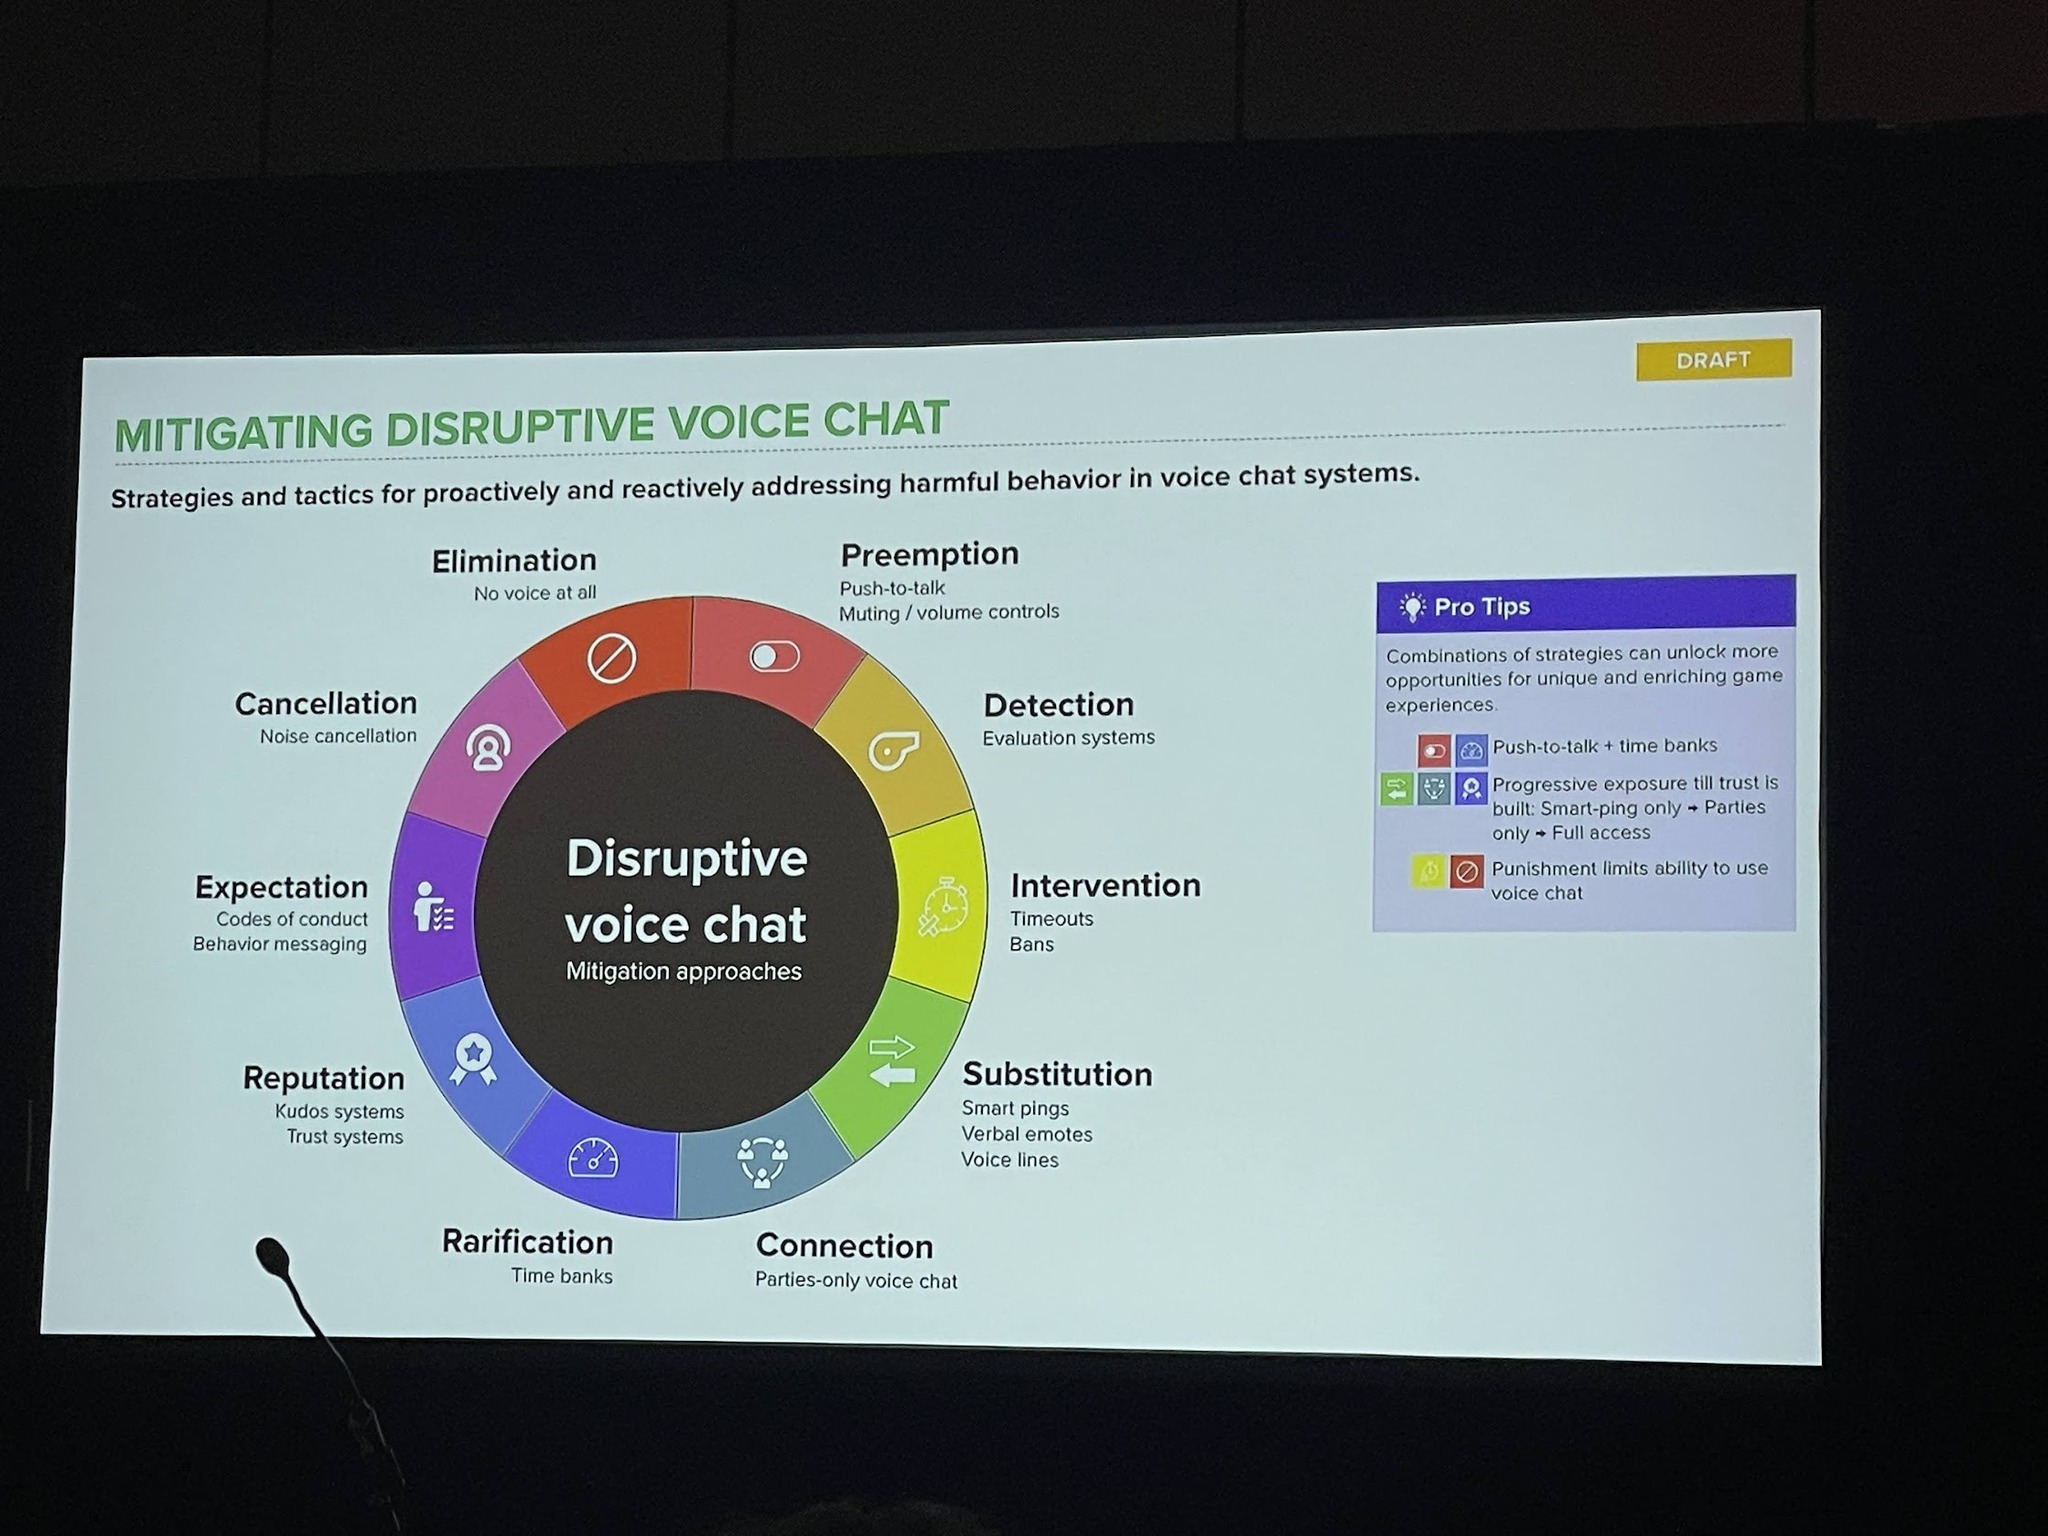 DRAFT
MITIGATING DISRUPTIVE VOICE CHAT
Strategies and tactics for proactively and reactively addressing harmful behavior in voice chat systems.
Elimination
No voice at all
Preemption
Push-to-talk
Muting / volume controls
Cancellation
Noise cancellation
Detection
Evaluation systems
Expectation
Codes of conduct
Behavior messaging
Disruptive
voice chat
Mitigation approaches
Intervention
Timeouts
Bans
Reputation
Kudos systems
Trust systems
Substitution
Smart pings
Verbal emotes
Voice lines
Rarification
Time banks
Connection
Parties-only voice chat
Pro Tips
Combinations of strategies can unlock more
opportunities for unique and enriching game
experiences.
Push-to-talk + time banks
Progressive exposure till trust is
built: Smart-ping only → Parties
only → Full access
Punishment limits ability to use
voice chat